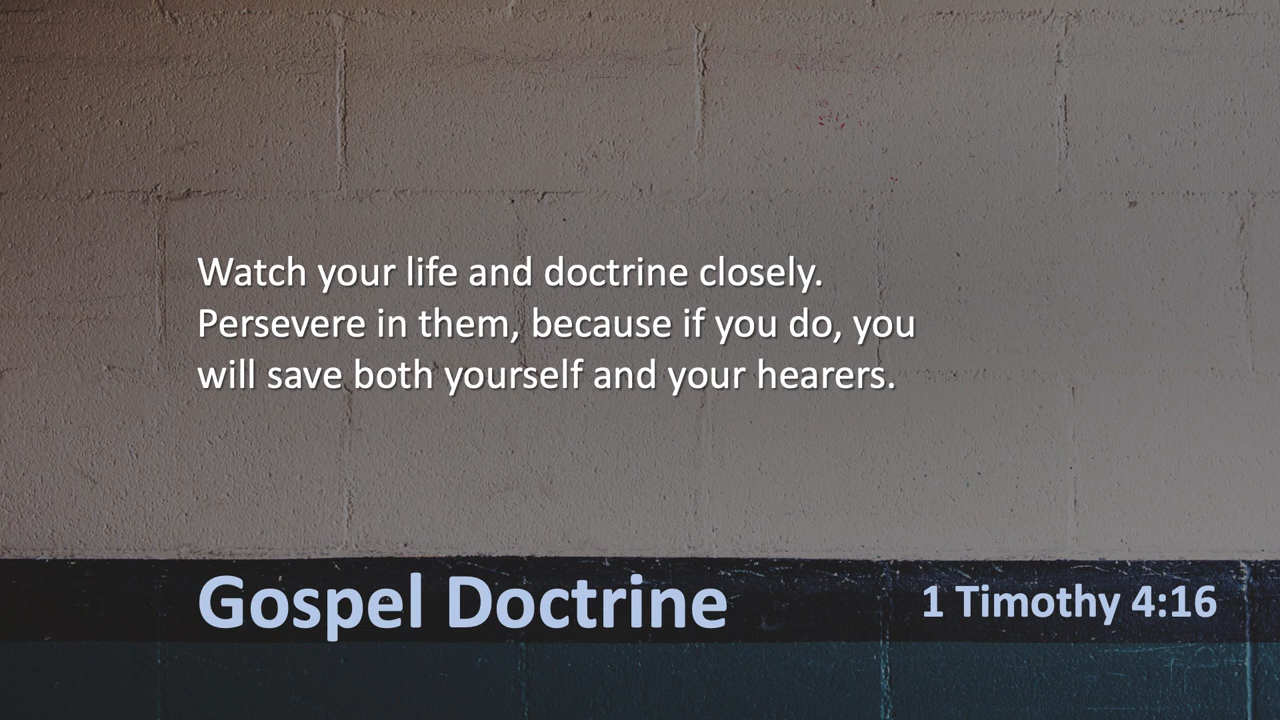 Watch your life and doctrine closely.
Persevere in them, because if you do, you
will save both yourself and your hearers.
Gospel Doctrine
1 Timothy 4:16